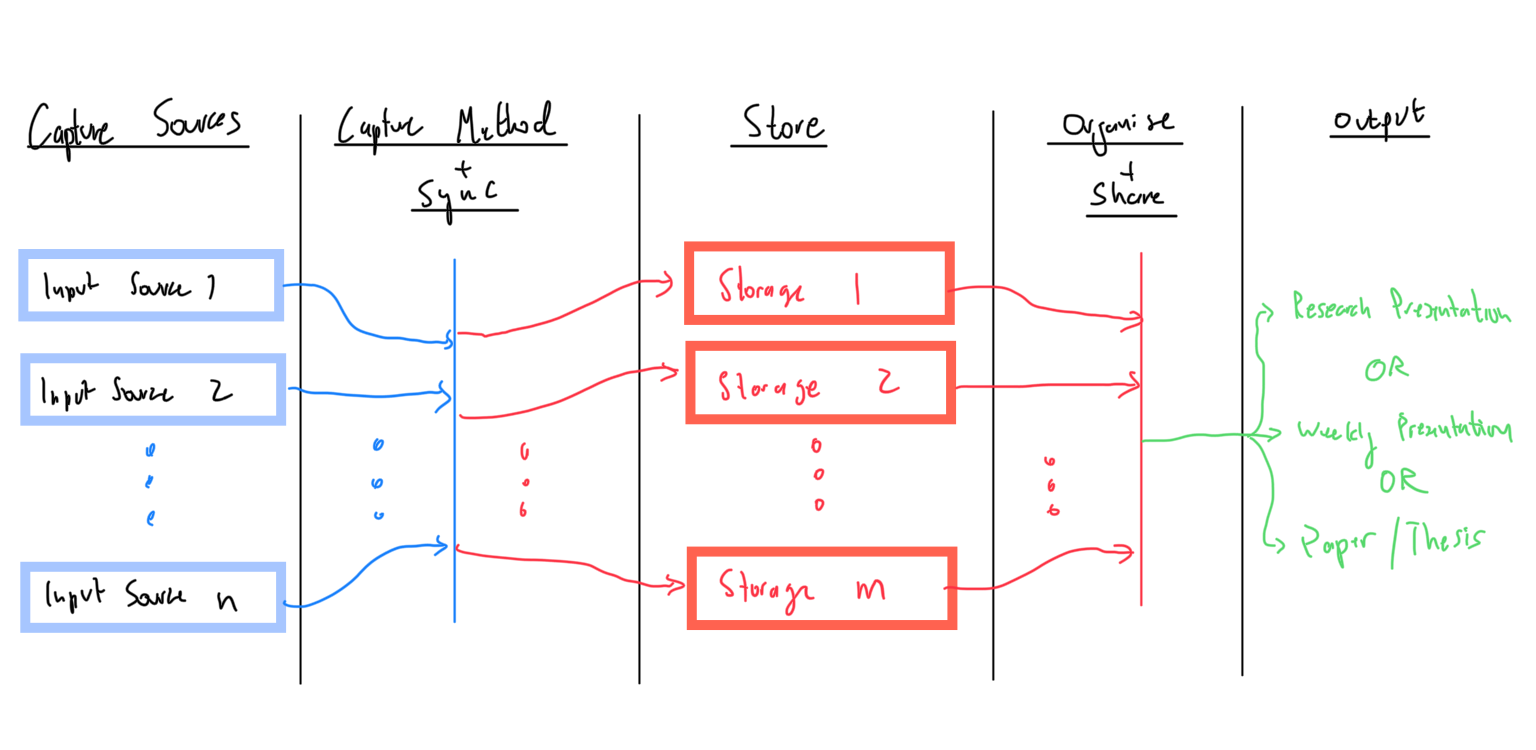 Capture Sources
Capture Method
+
Sync
Store
Organise
+
Share
Output
Input Source 1
Input Source 2
Input Source n
Storage 1
Storage 2
Storage m
Research Presentation
OR
Weekly Presentation
OR
Paper / Thesis